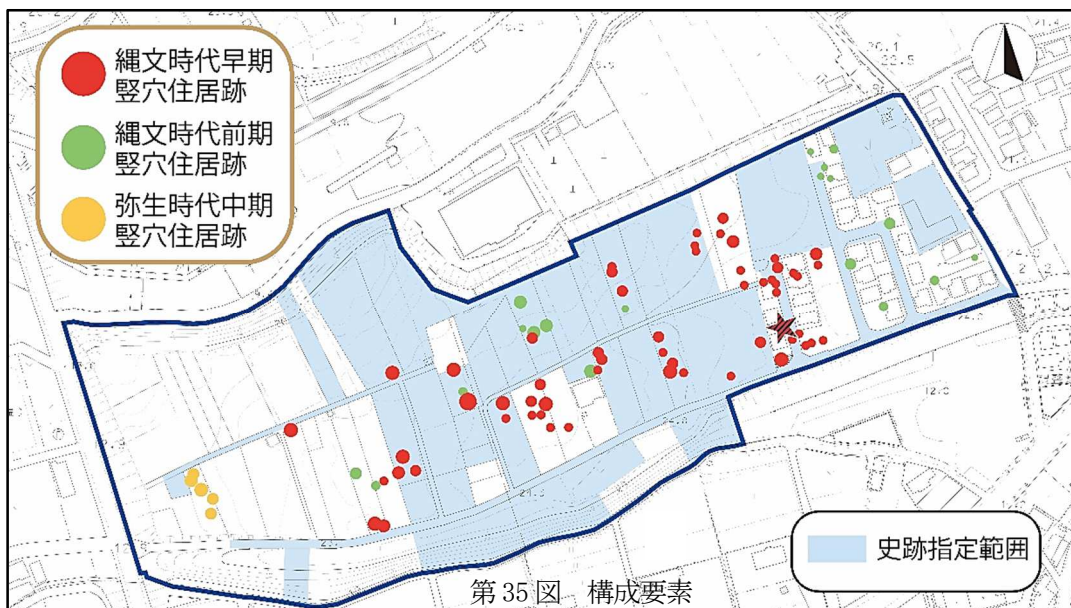 縄文時代早期
竪穴住居跡
縄文時代前期
竪穴住居跡
弥生時代中期
竪穴住居跡
史跡指定範囲
第35図 構成要素